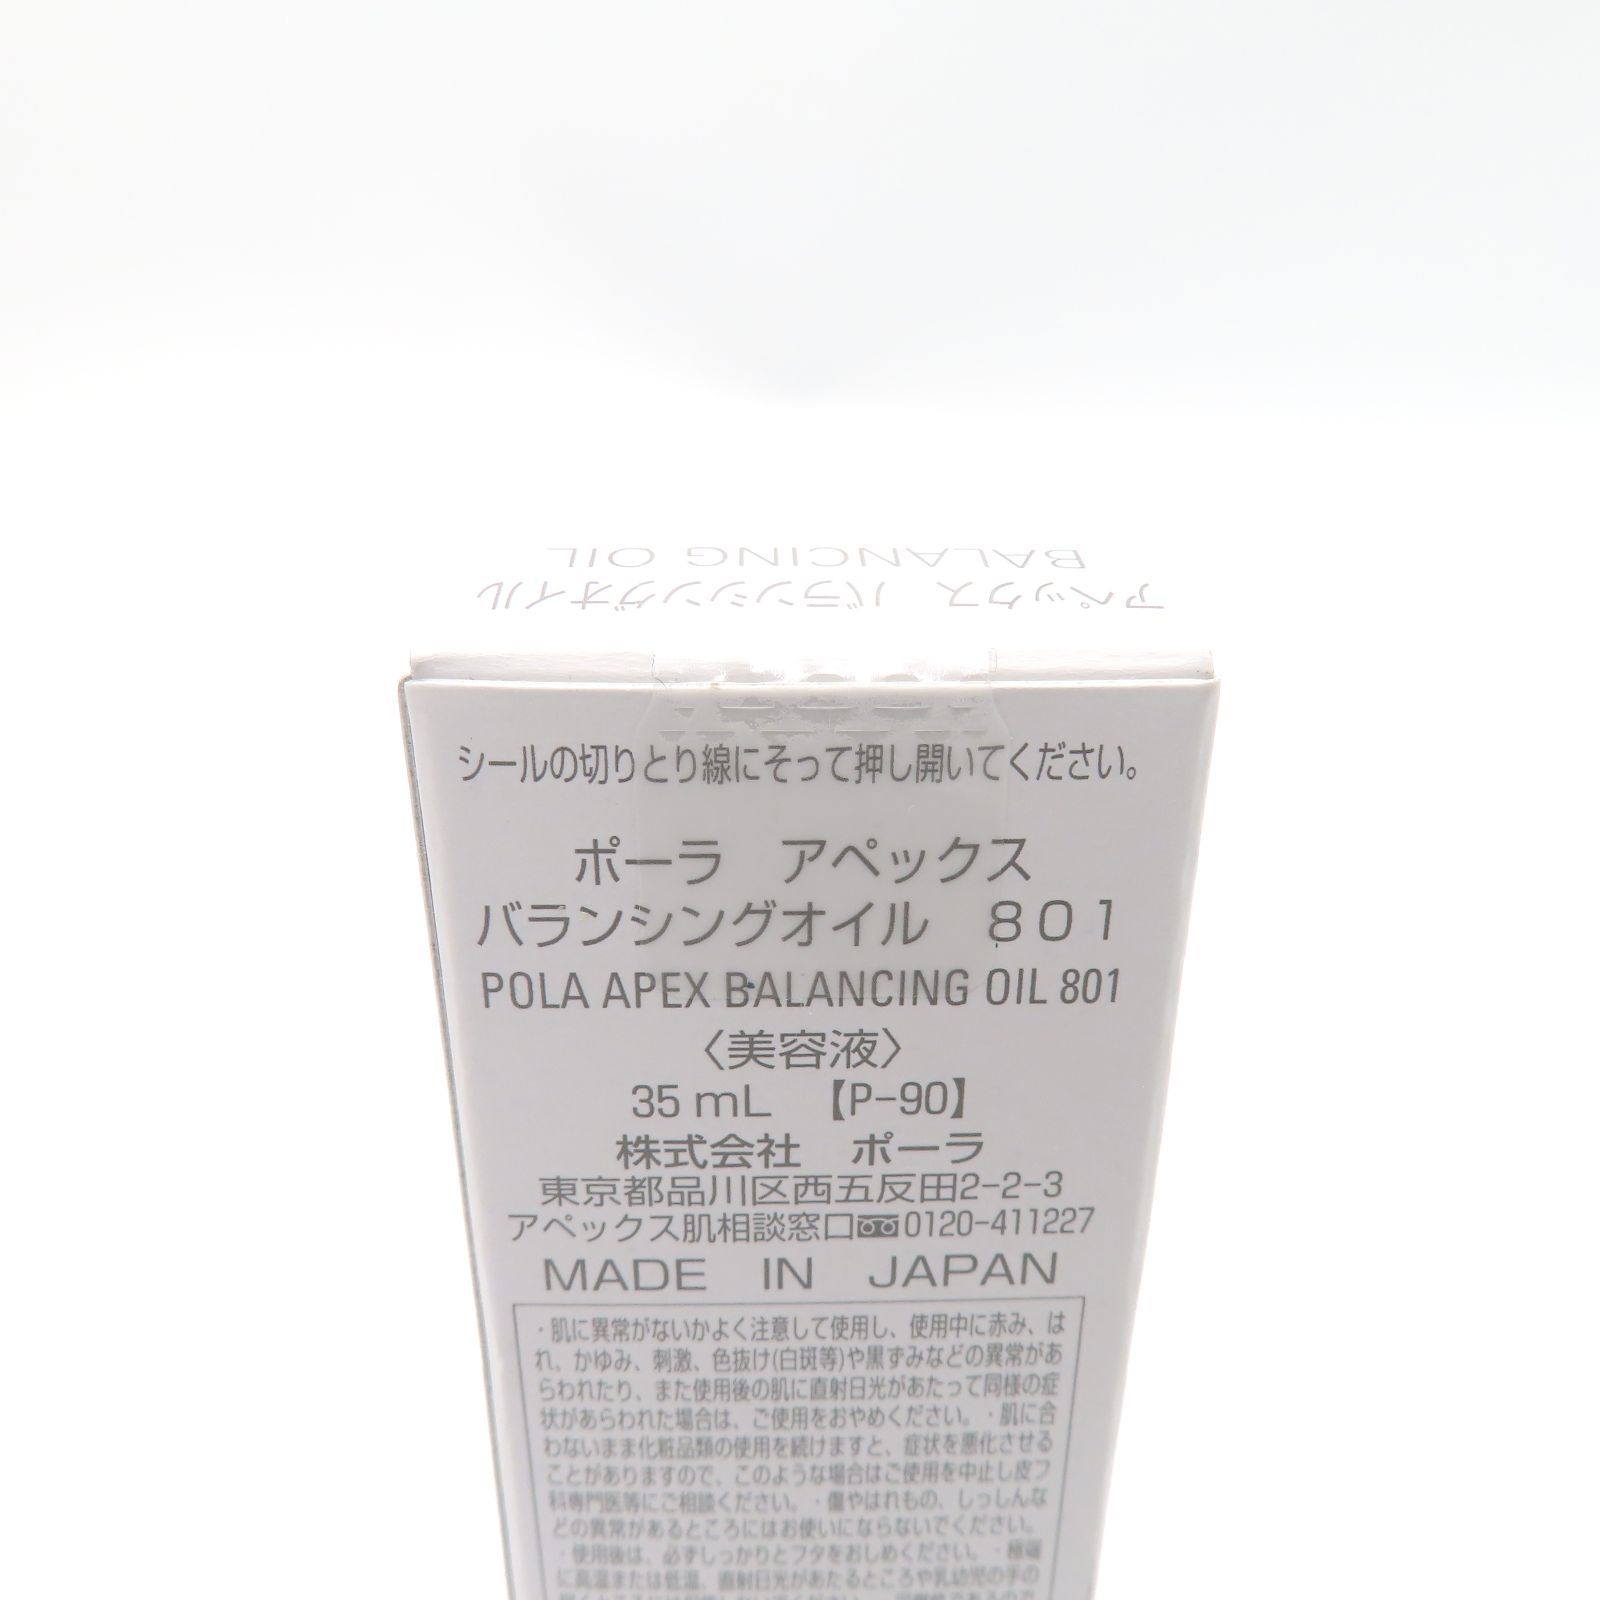 BALANCING OIL
アペックス バランシングオイル
シールの切りとり線にそって押し開いてください。
ポーラ アペックス
バランシングオイル 801
POLA APEX BALANCING OIL 801
〈美容液〉
35 mL 【P-90】
株式会社 ポーラ
東京都品川区西五反田2-2-3
アペックス肌相談窓口 0120-411227
MADE IN JAPAN
・肌に異常がないかよく注意して使用し、使用中に赤み、は
れ、かゆみ、刺激、色抜け(白斑等)や黒ずみなどの異常があ
らわれたり、また使用後の肌に直射日光があたって同様の症
状があらわれた場合は、ご使用をおやめください。・肌に合
わないまま化粧品類の使用を続けますと、症状を悪化させる
ことがありますので、このような場合はご使用を中止し皮フ
科専門医等にご相談ください。・傷やはれもの、しっしんな
どの異常があるところにはお使いにならないでください。
・使用後は、必ずしっかりとフタをおしめください。・極端
に高温または低温、直射日光があたるところや乳幼児の手の